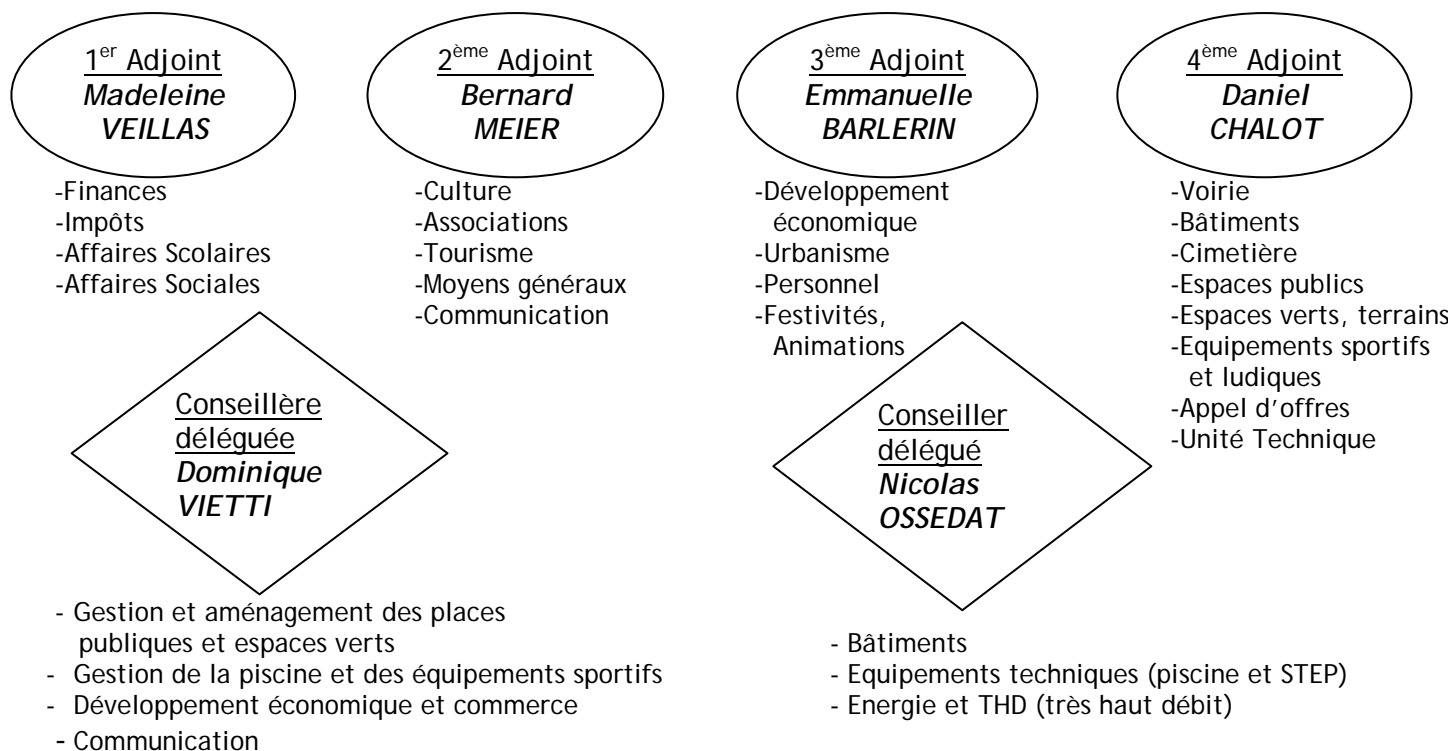 1er Adjoint
Madeleine
VEILLAS
-Finances
-Impôts
-Affaires Scolaires
-Affaires Sociales
2ème Adjoint
Bernard
MEIER
-Culture
-Associations
-Tourisme
-Moyens généraux
-Communication
3ème Adjoint
Emmanuelle
BARLERIN
-Développement
économique
-Urbanisme
-Personnel
-Festivités,
Animations
4ème Adjoint
Daniel
CHALOT
-Voirie
-Bâtiments
-Cimetière
-Espaces publics
-Espaces verts, terrains
-Equipements sportifs
et ludiques
-Appel d’offres
-Unité Technique
Conseillère
déléguée
Dominique
VIETTI
- Gestion et aménagement des places
publiques et espaces verts
- Gestion de la piscine et des équipements sportifs
- Développement économique et commerce
- Communication
Conseiller
délégué
Nicolas
OSSEDAT
- Bâtiments
- Equipements techniques (piscine et STEP)
- Energie et THD (très haut débit)